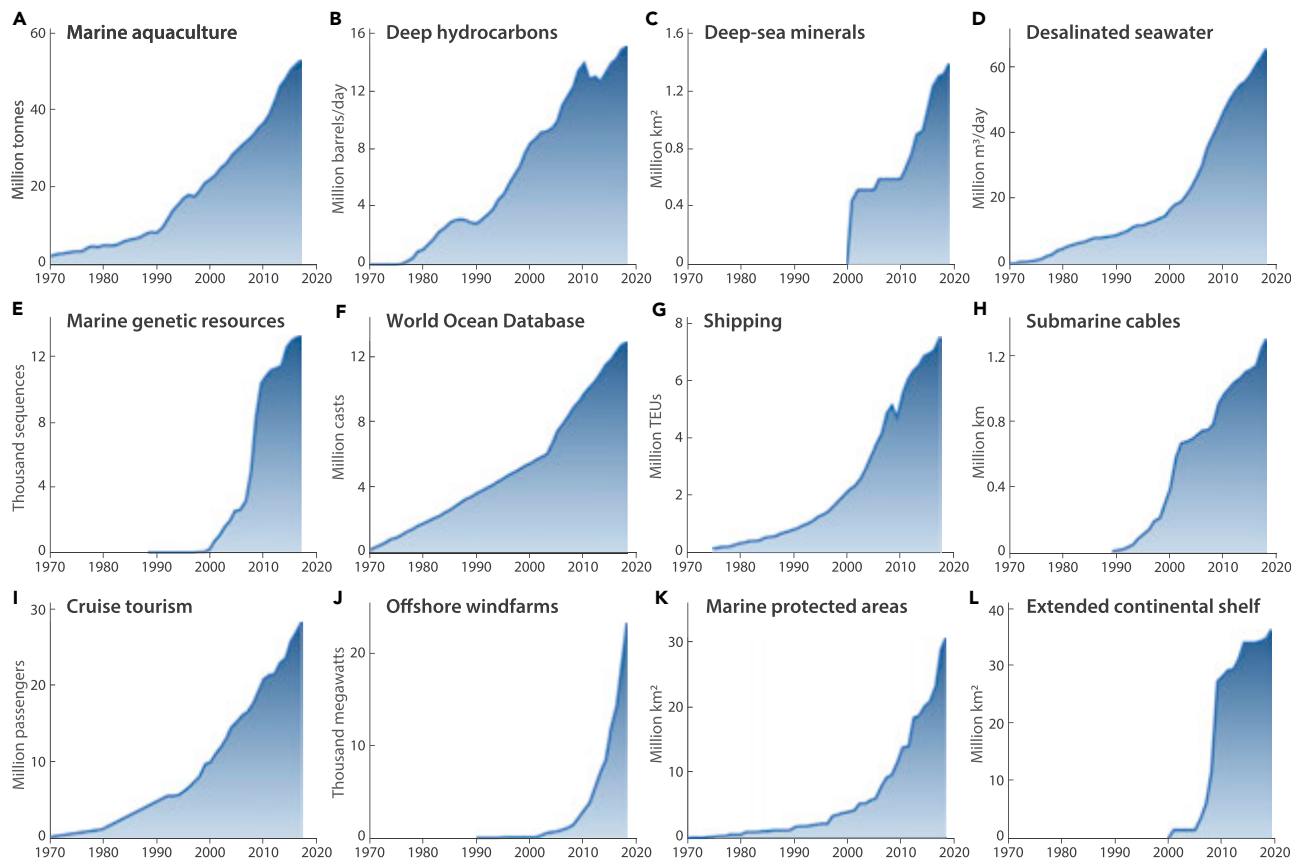 A Marine aquaculture
Million tonnes
60
40
20
0
1970 1980 1990 2000 2010 2020
B Deep hydrocarbons
Million barrels/day
16
12
8
4
0
1970 1980 1990 2000 2010 2020
C Deep-sea minerals
Million km²
1.6
1.2
0.8
0.4
0
1970 1980 1990 2000 2010 2020
D Desalinated seawater
Million m³/day
60
40
20
0
1970 1980 1990 2000 2010 2020
E Marine genetic resources
Thousand sequences
12
8
4
0
1970 1980 1990 2000 2010 2020
F World Ocean Database
Million casts
12
8
4
0
1970 1980 1990 2000 2010 2020
G Shipping
Million TEUs
8
6
4
2
0
1970 1980 1990 2000 2010 2020
H Submarine cables
Million km
1.2
0.8
0.4
0
1970 1980 1990 2000 2010 2020
I Cruise tourism
Million passengers
30
20
10
0
1970 1980 1990 2000 2010 2020
J Offshore windfarms
Thousand megawatts
20
10
0
1970 1980 1990 2000 2010 2020
K Marine protected areas
Million km²
30
20
10
0
1970 1980 1990 2000 2010 2020
L Extended continental shelf
Million km²
40
30
20
10
0
1970 1980 1990 2000 2010 2020